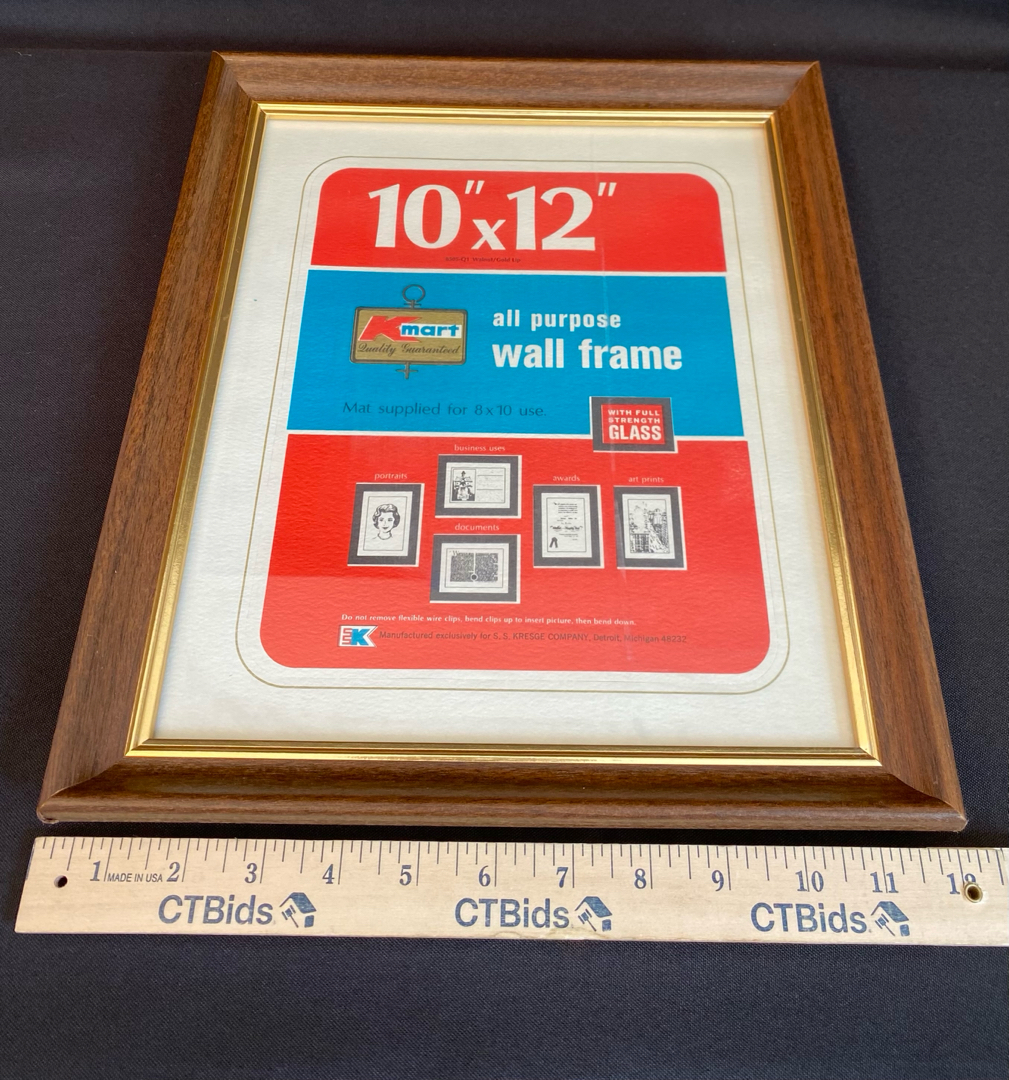 10"x12"
Walnut/Gold Lip
Kmart
Quality Guaranteed
all purpose
wall frame
Mat supplied for 8x10 use.
WITH FULL
STRENGTH
GLASS
business uses
portraits
awards
art prints
documents
Do not remove flexible wire clips, bend clips up to insert picture, then bend down.
K Manufactured exclusively for S. S. KRESGE COMPANY, Detroit, Michigan 48232
1 MADE IN USA 2 3 4 5 6 7 8 9 10 11 12
CTBids CTBids CTBids